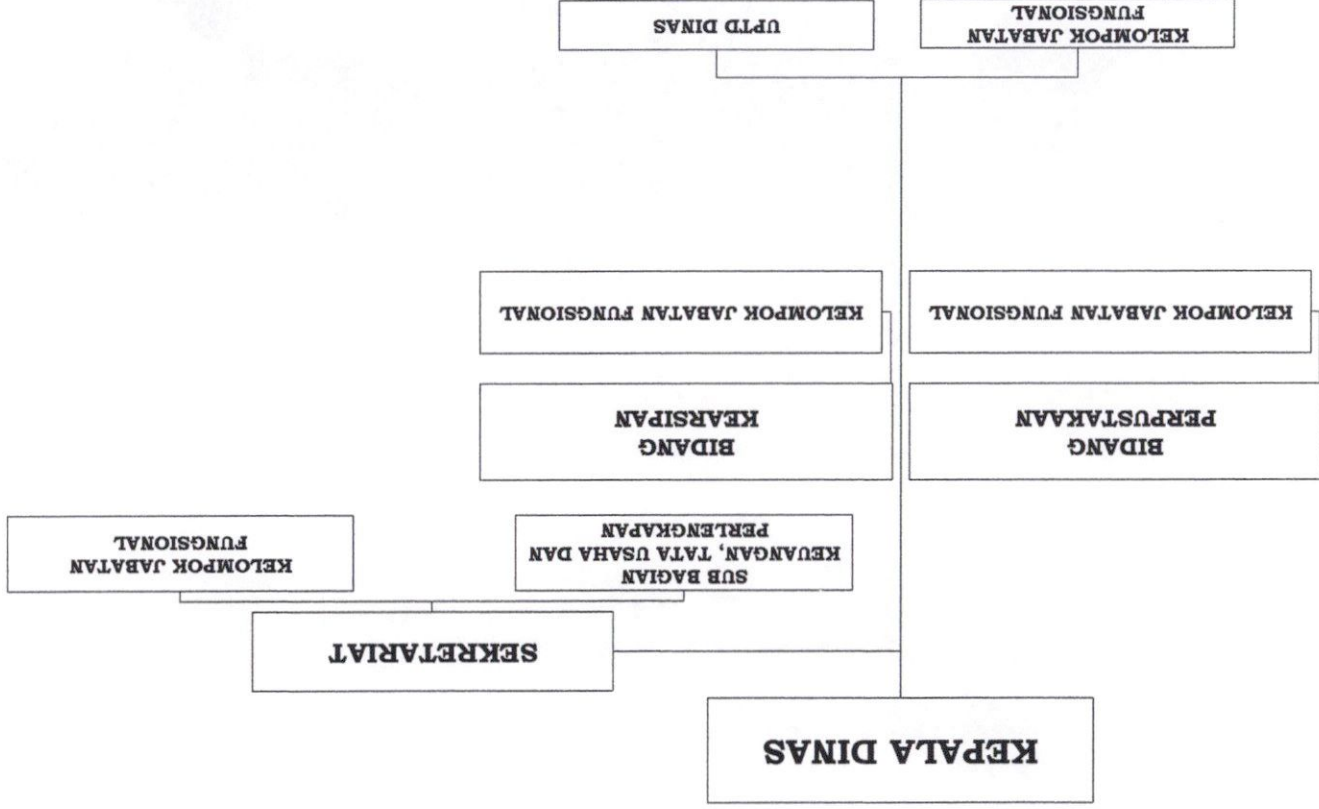 KEPALA DINAS
SEKRETARIAT
SUB BAGIAN
KEUANGAN, TATA USAHA DAN
PERLENGKAPAN
KELOMPOK JABATAN
FUNGSIONAL
BIDANG
PERPUSTAKAAN
BIDANG
KEARSIPAN
KELOMPOK JABATAN FUNGSIONAL
KELOMPOK JABATAN FUNGSIONAL
KELOMPOK JABATAN
FUNGSIONAL
UPTD DINAS